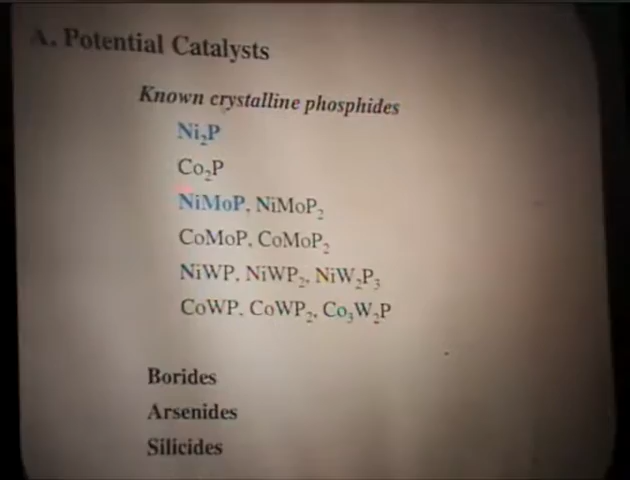 A. Potential Catalysts
Known crystalline phosphides
Ni₂P
Co₂P
NiMoP, NiMoP₂
CoMoP, CoMoP₂
NiWP, NiWP₂, NiW₂P₃
CoWP, CoWP₂, Co₃W₂P
Borides
Arsenides
Silicides